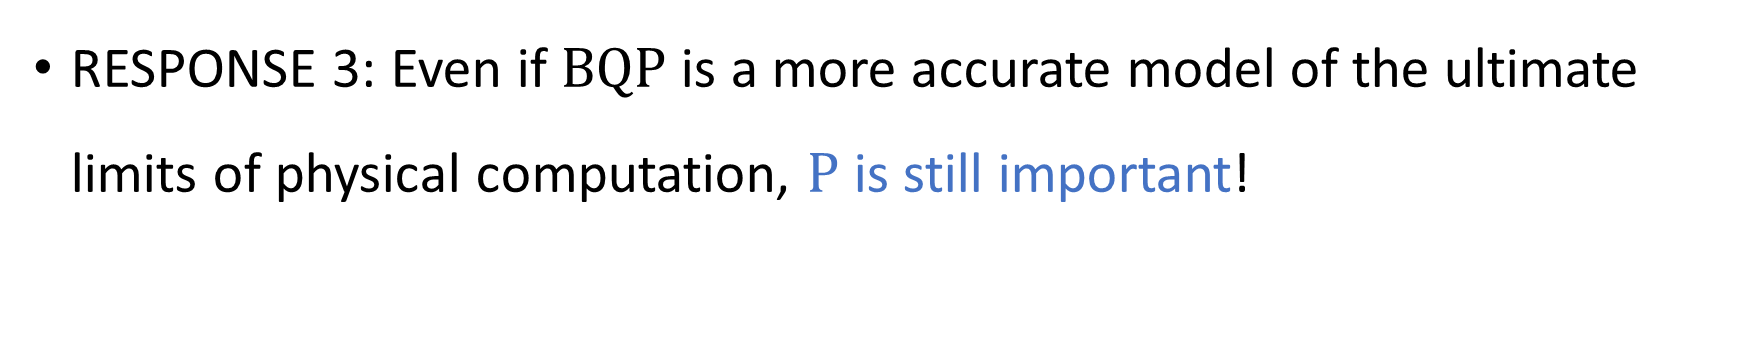 • RESPONSE 3: Even if BQP is a more accurate model of the ultimate
limits of physical computation, P is still important!